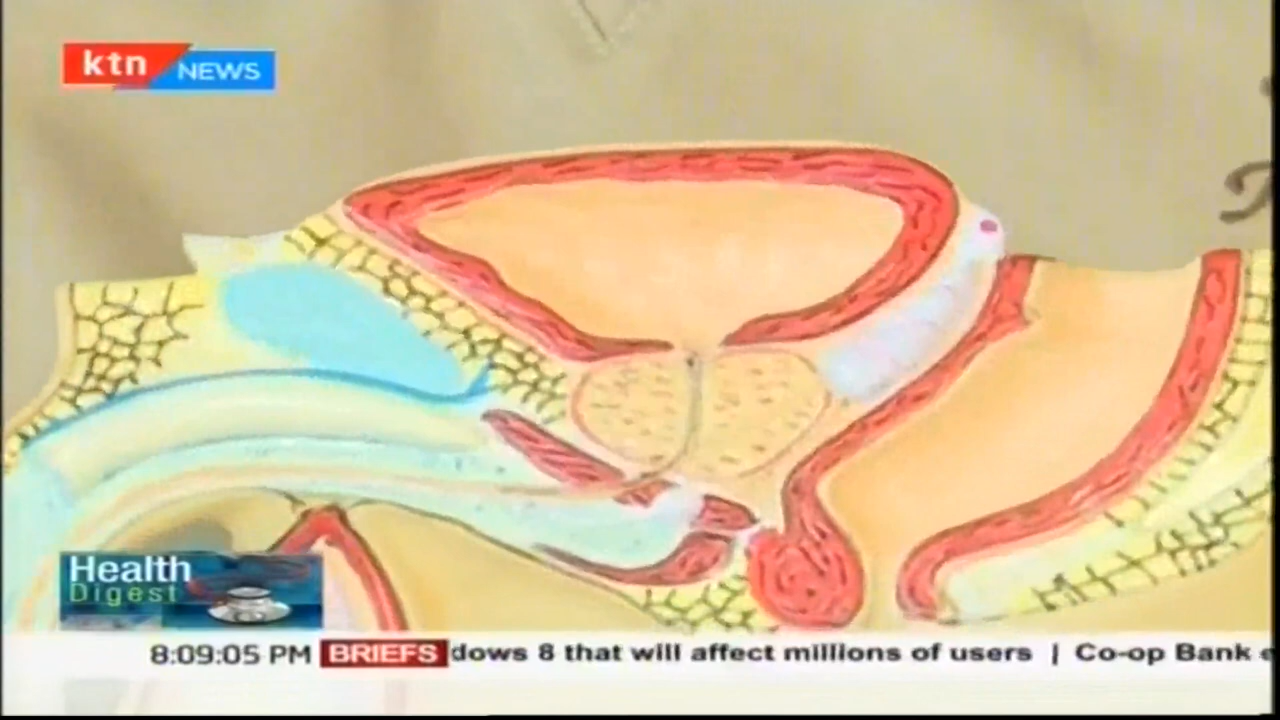 ktn NEWS
Health
Digest
8:09:05 PM BRIEFS dows 8 that will affect millions of users | Co-op Bank